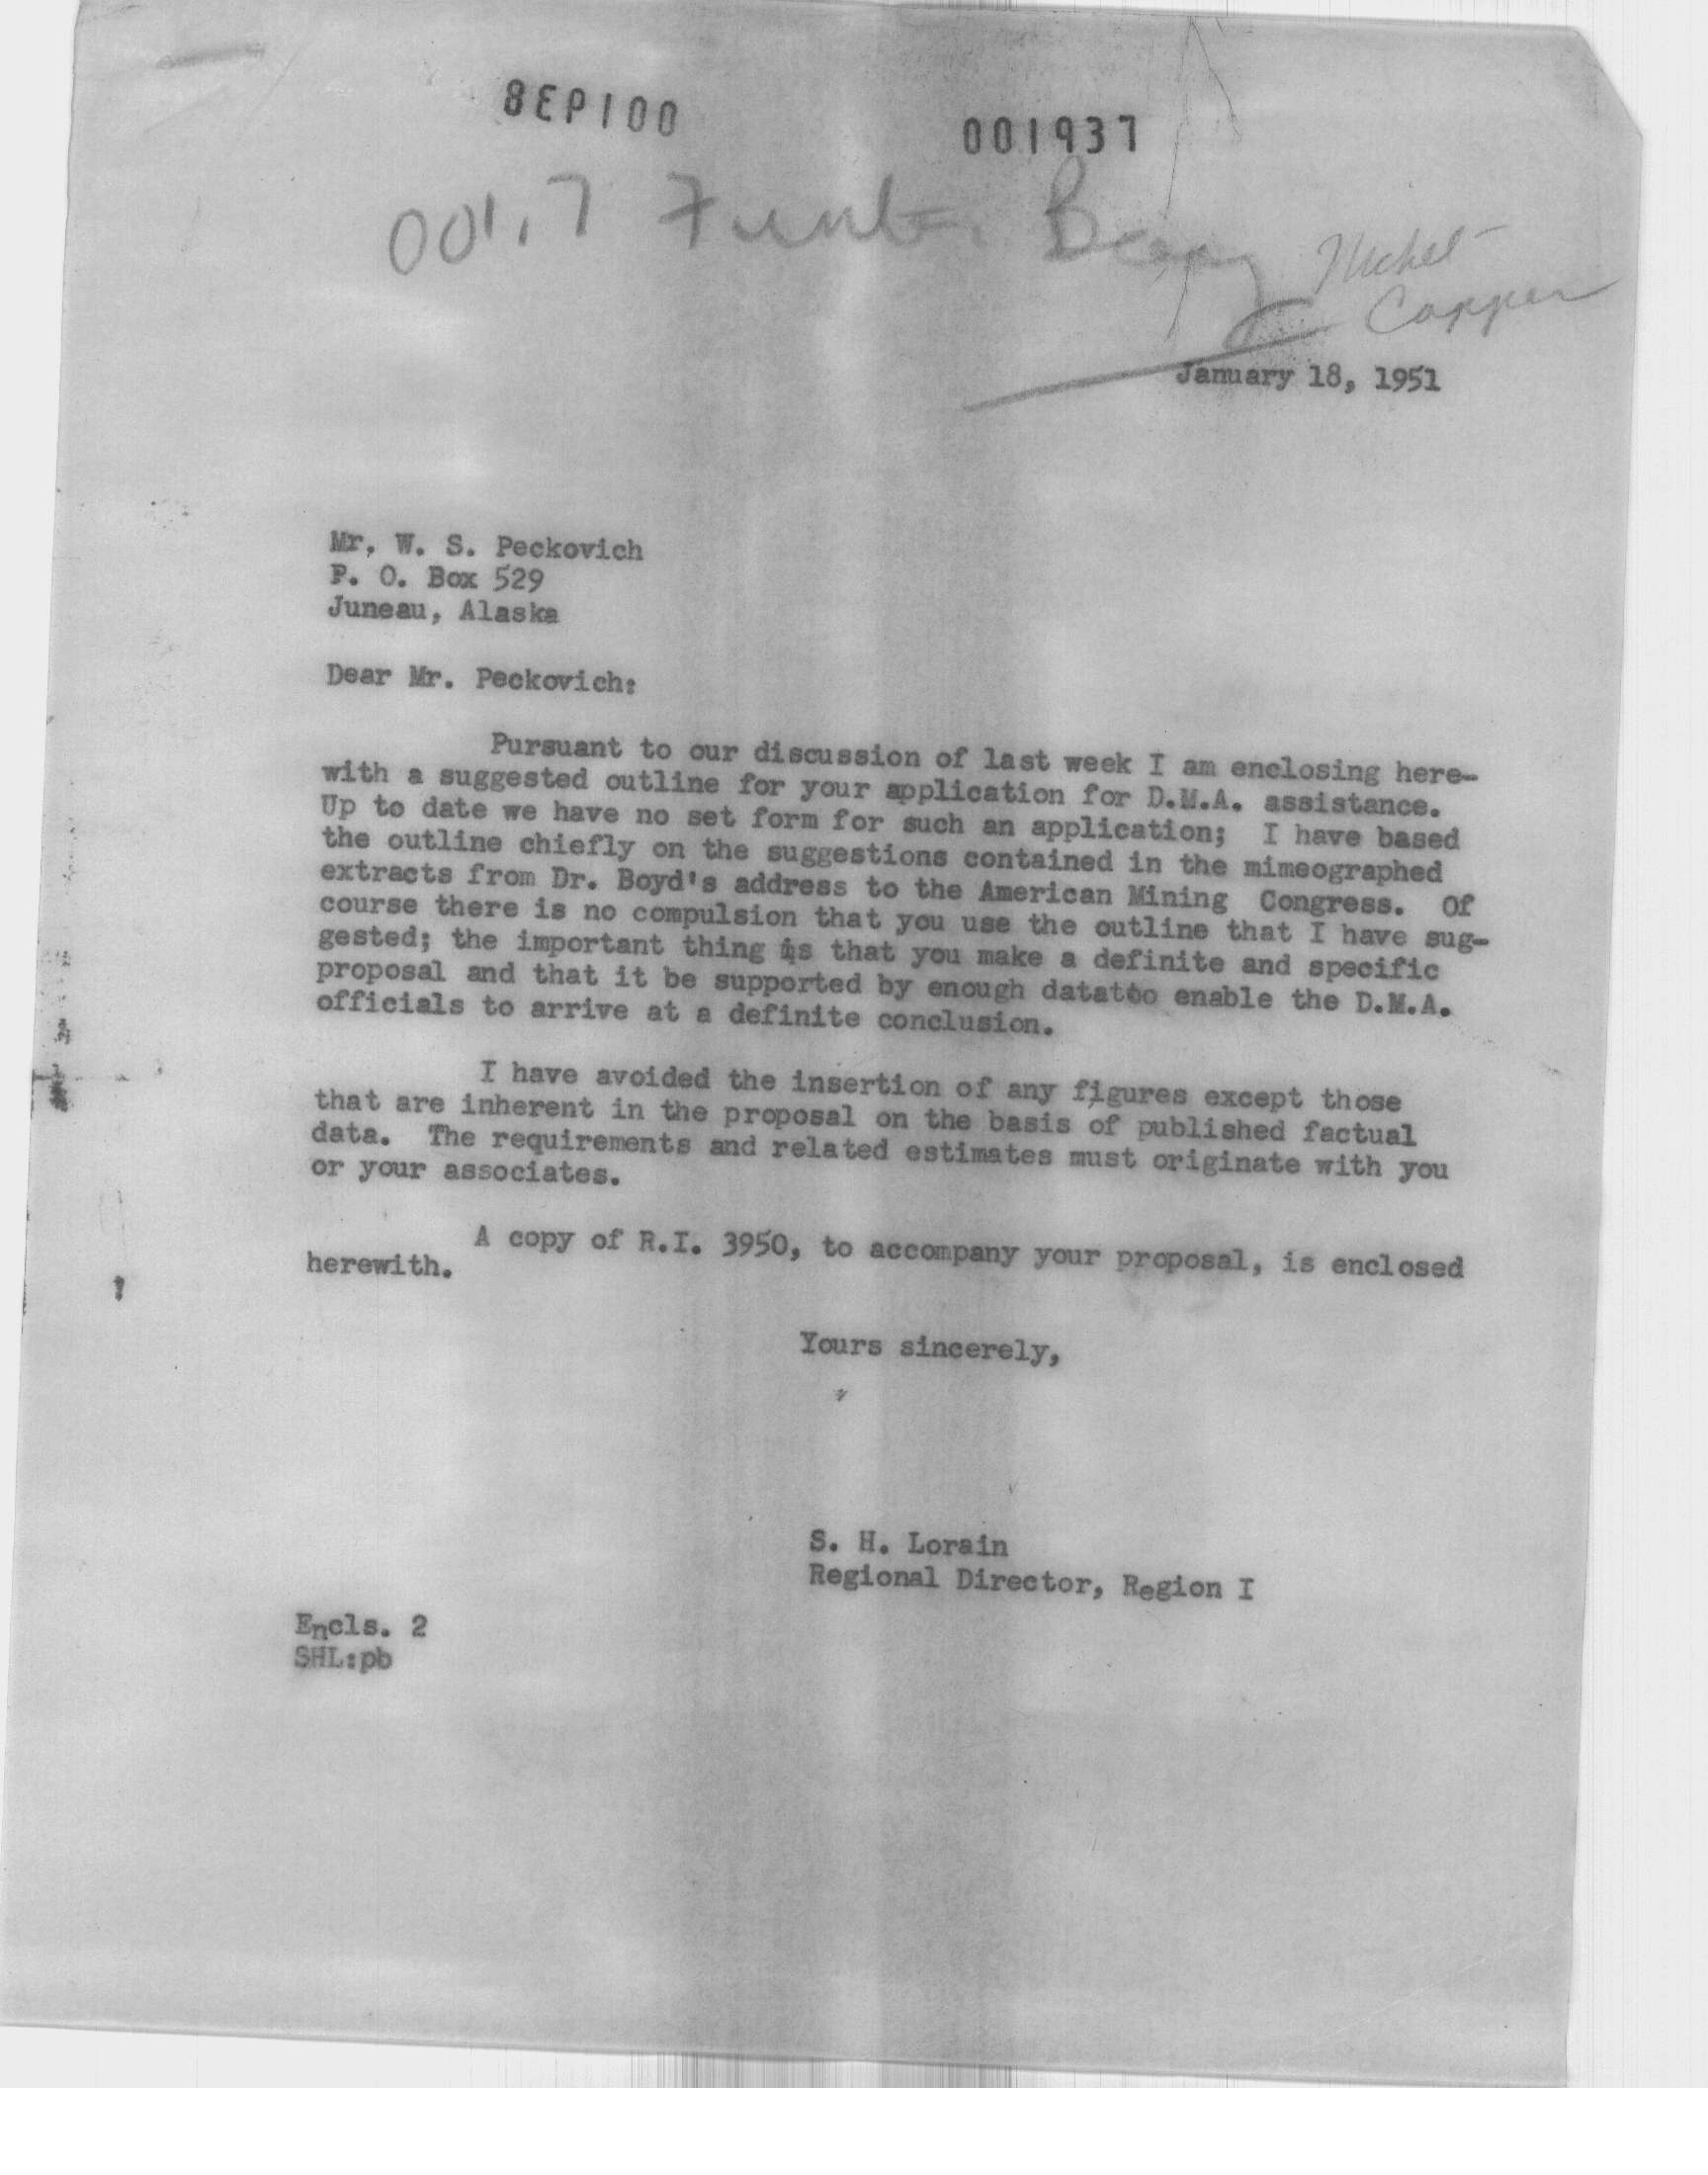 001938
001937
001.7 Funter Bay
Nickel-
Copper
January 18, 1951
Mr. W. S. Peckovich
P. O. Box 529
Juneau, Alaska
Dear Mr. Peckovich:
Pursuant to our discussion of last week I am enclosing here-
with a suggested outline for your application for D.M.A. assistance.
Up to date we have no set form for such an application; I have based
the outline chiefly on the suggestions contained in the mimeographed
extracts from Dr. Boyd's address to the American Mining Congress. Of
course there is no compulsion that you use the outline that I have sug-
gested; the important thing is that you make a definite and specific
proposal and that it be supported by enough datatto enable the D.M.A.
officials to arrive at a definite conclusion.
I have avoided the insertion of any figures except those
that are inherent in the proposal on the basis of published factual
data. The requirements and related estimates must originate with you
or your associates.
A copy of R.I. 3950, to accompany your proposal, is enclosed
herewith.
Yours sincerely,
S. H. Lorain
Regional Director, Region I
Encls. 2
SHL:pb